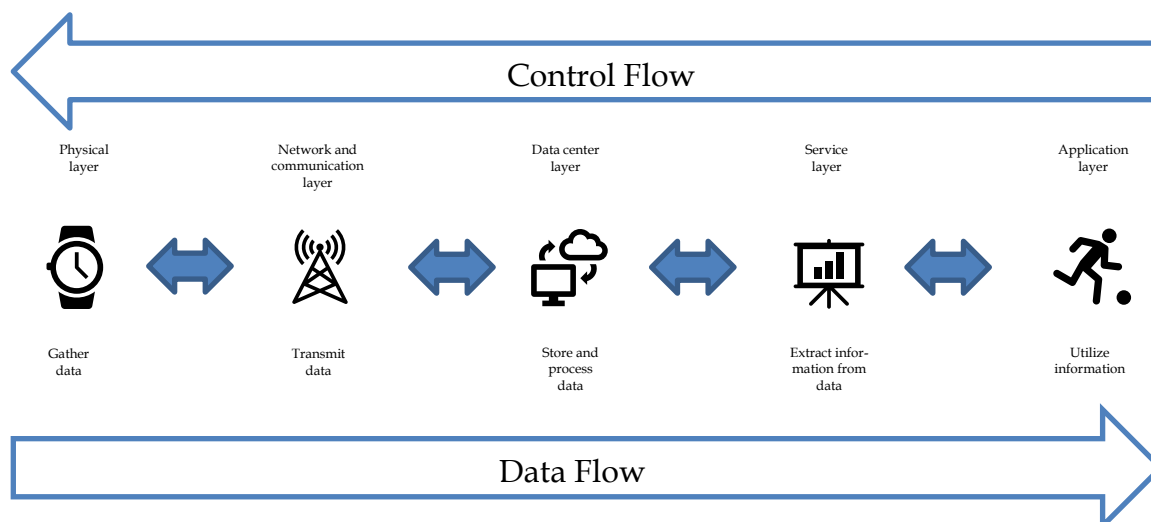 Control Flow
Physical
layer
Network and
communication
layer
Data center
layer
Service
layer
Application
layer
Gather
data
Transmit
data
Store and
process
data
Extract infor-
mation from
data
Utilize
information
Data Flow